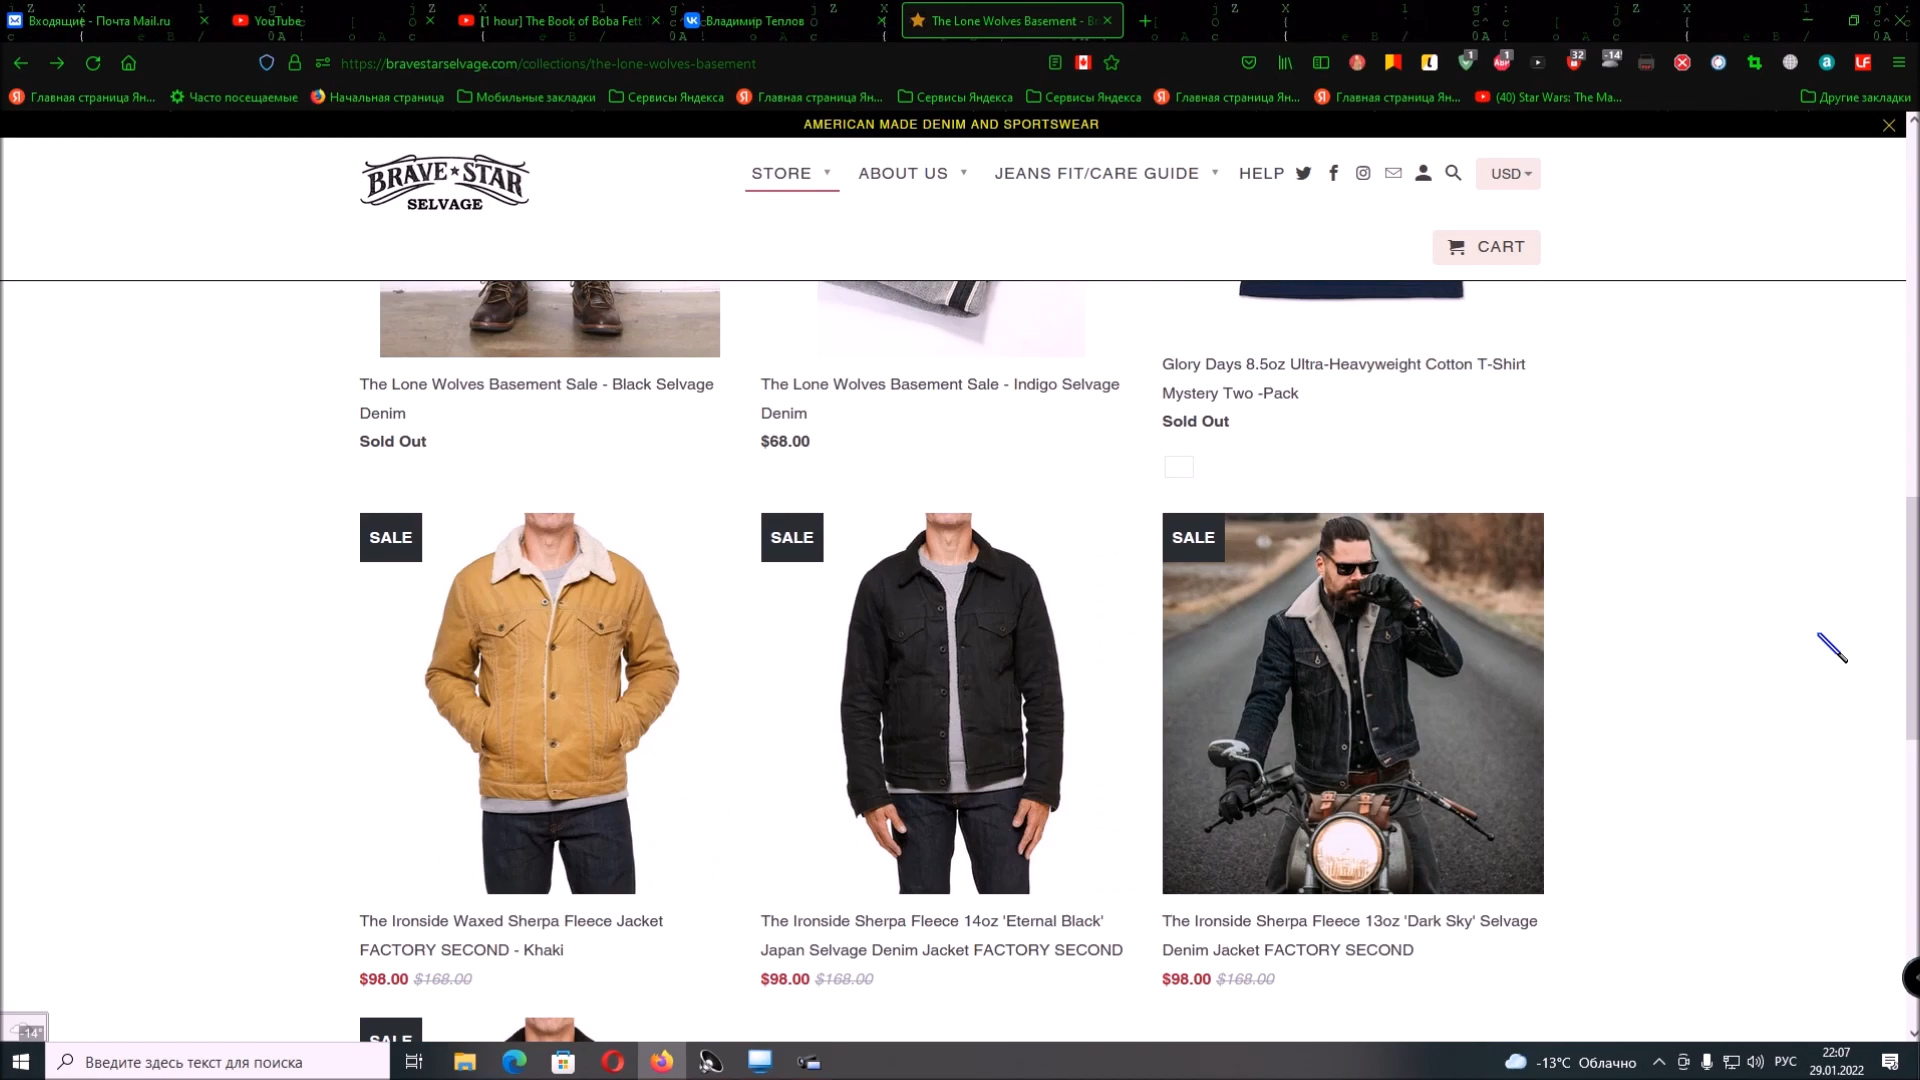 Входящие - Почта Mail.ru
YouTube
[1 hour] The Book of Boba Fett
Владимир Теплов
The Lone Wolves Basement - B
https://bravestarselvage.com/collections/the-lone-wolves-basement
1
1
32
-14°
LF
Главная страница Ян...
Часто посещаемые
Начальная страница
Мобильные закладки
Сервисы Яндекса
Главная страница Ян...
Сервисы Яндекса
Сервисы Яндекса
Главная страница Ян...
Главная страница Ян...
(40) Star Wars: The Ma...
Другие закладки
AMERICAN MADE DENIM AND SPORTSWEAR
BRAVE STAR
SELVAGE
STORE
ABOUT US
JEANS FIT/CARE GUIDE
HELP
USD
CART
The Lone Wolves Basement Sale - Black Selvage
Denim
Sold Out
The Lone Wolves Basement Sale - Indigo Selvage
Denim
$68.00
Glory Days 8.5oz Ultra-Heavyweight Cotton T-Shirt
Mystery Two -Pack
Sold Out
SALE
SALE
SALE
The Ironside Waxed Sherpa Fleece Jacket
FACTORY SECOND - Khaki
$98.00 $168.00
The Ironside Sherpa Fleece 14oz 'Eternal Black'
Japan Selvage Denim Jacket FACTORY SECOND
$98.00 $168.00
The Ironside Sherpa Fleece 13oz 'Dark Sky' Selvage
Denim Jacket FACTORY SECOND
$98.00 $168.00
SALE
-14°
Введите здесь текст для поиска
-13°C Облачно
РУС
22:07
29.01.2022